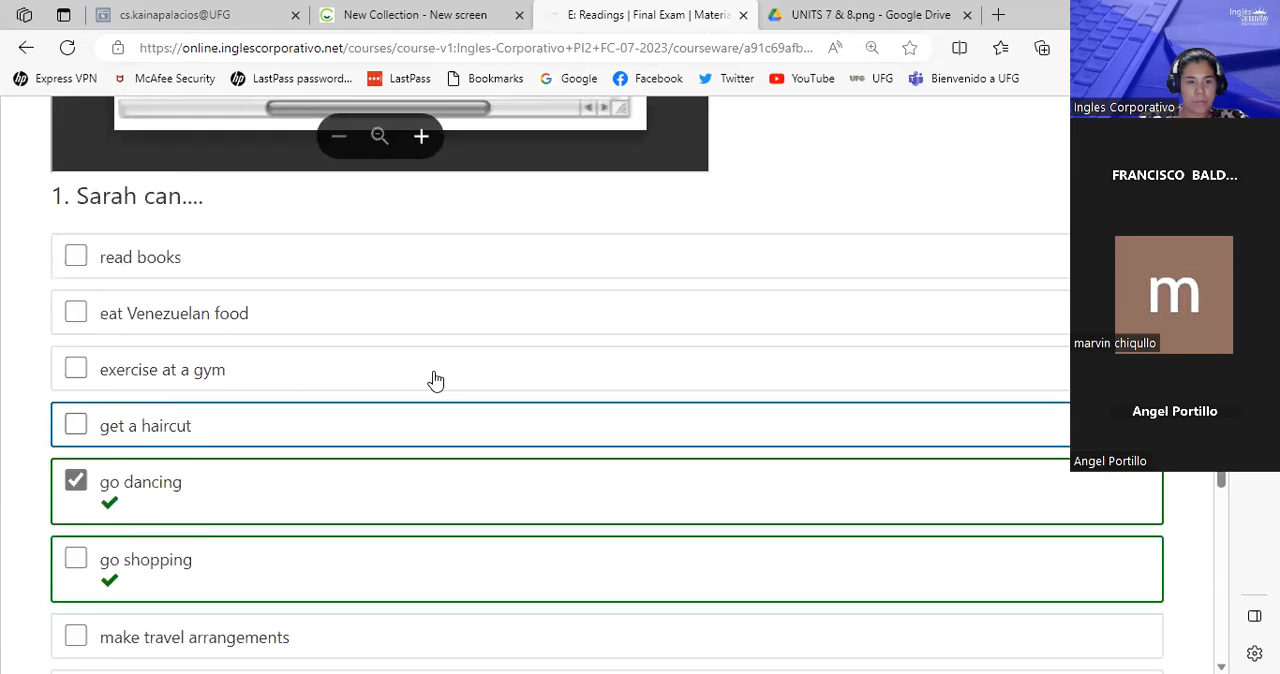 cs.kainapalacios@UFG
New Collection - New screen
E: Readings | Final Exam | Materia
UNITS 7 & 8.png - Google Drive
https://online.inglescorporativo.net/courses/course-v1:Ingles-Corporativo+PI2+FC-07-2023/courseware/a91c69afb...
Express VPN
McAfee Security
LastPass password...
LastPass
Bookmarks
Google
Facebook
Twitter
YouTube
UFG
Bienvenido a UFG
Ingles Corporativo
FRANCISCO BALD...
m
marvin chiqullo
Angel Portillo
Angel Portillo
1. Sarah can....
read books
eat Venezuelan food
exercise at a gym
get a haircut
go dancing
go shopping
make travel arrangements